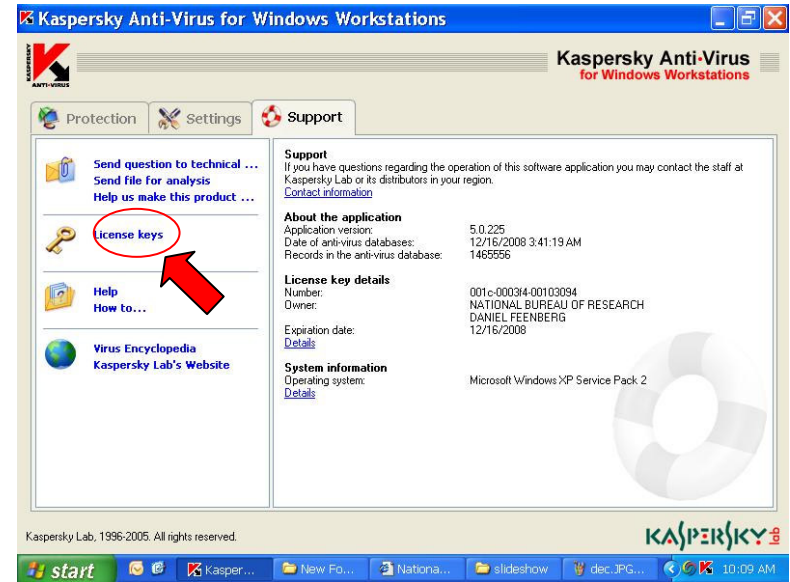 Kaspersky Anti-Virus for Windows Workstations
KASPERSKY
ANTI-VIRUS
Kaspersky Anti-Virus
for Windows Workstations
Protection
Settings
Support
Send question to technical ...
Send file for analysis
Help us make this product ...
License keys
Help
How to...
Virus Encyclopedia
Kaspersky Lab's Website
Support
If you have questions regarding the operation of this software application you may contact the staff at
Kaspersky Lab or its distributors in your region.
Contact information
About the application
Application version: 5.0.225
Date of anti-virus databases: 12/16/2008 3:41:19 AM
Records in the anti-virus database: 1465556
License key details
Number: 001c-0003f4-00103094
Owner: NATIONAL BUREAU OF RESEARCH
DANIEL FEENBERG
Expiration date: 12/16/2008
Details
System information
Operating system: Microsoft Windows XP Service Pack 2
Details
Kaspersky Lab, 1996-2005. All rights reserved.
KASPERSKY lab
start
Kasper...
New Fo...
Nationa...
slideshow
dec.JPG...
10:09 AM